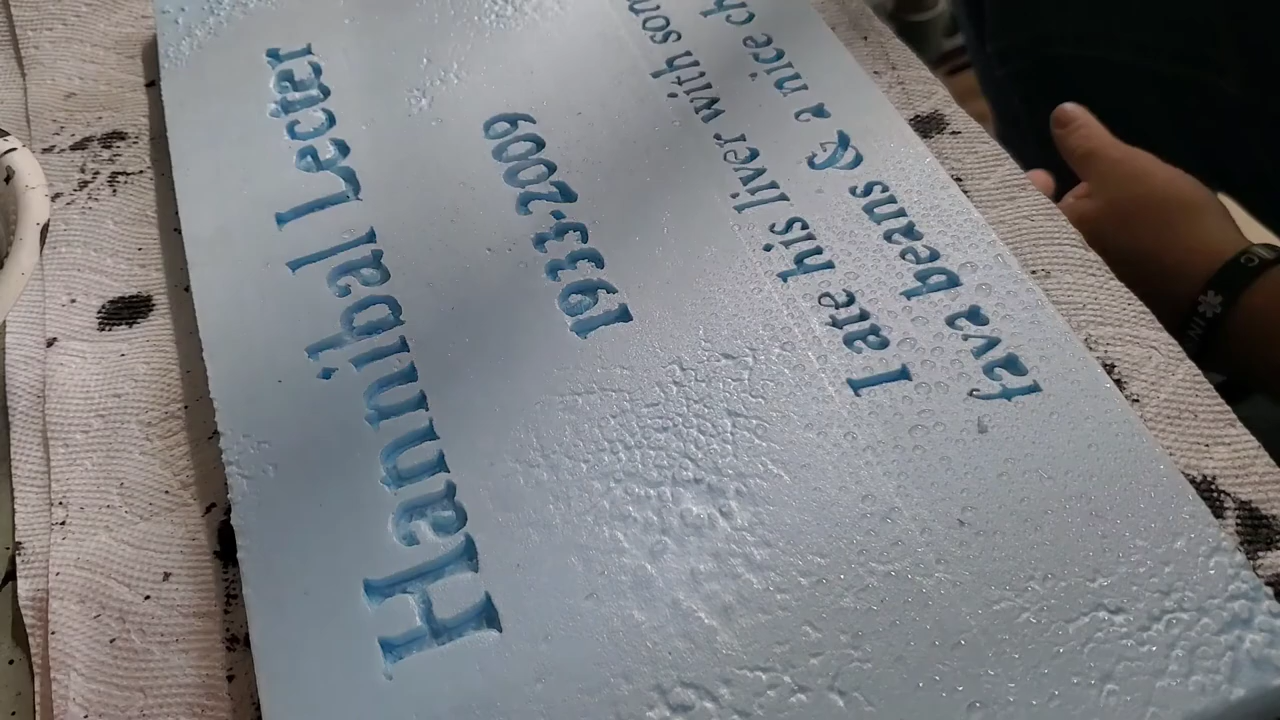 Hannibal Lecter
1933-2009
I ate his liver with
fava beans & a nice